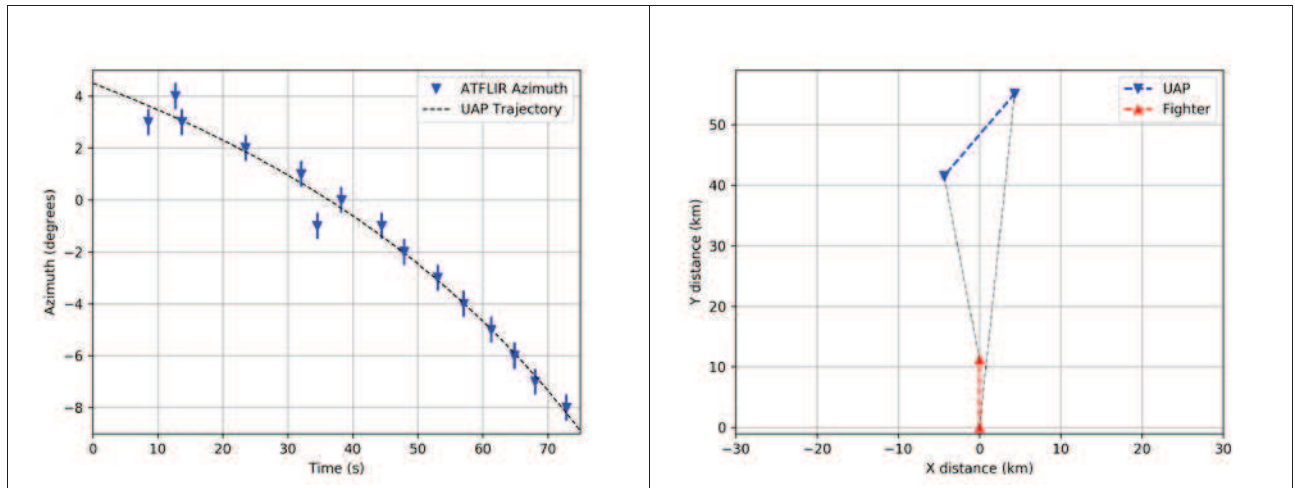 ATFLIR Azimuth
UAP Trajectory
4
2
0
−2
−4
−6
−8
Azimuth (degrees)
0 10 20 30 40 50 60 70
Time (s)
UAP
Fighter
50
40
30
20
10
0
Y distance (km)
−30 −20 −10 0 10 20 30
X distance (km)